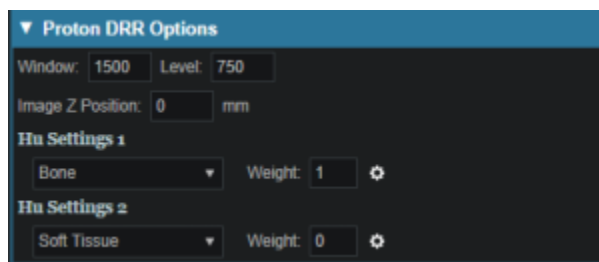 ▼ Proton DRR Options
Window: 1500 Level: 750
Image Z Position: 0 mm
Hu Settings 1
Bone Weight: 1
Hu Settings 2
Soft Tissue Weight: 0